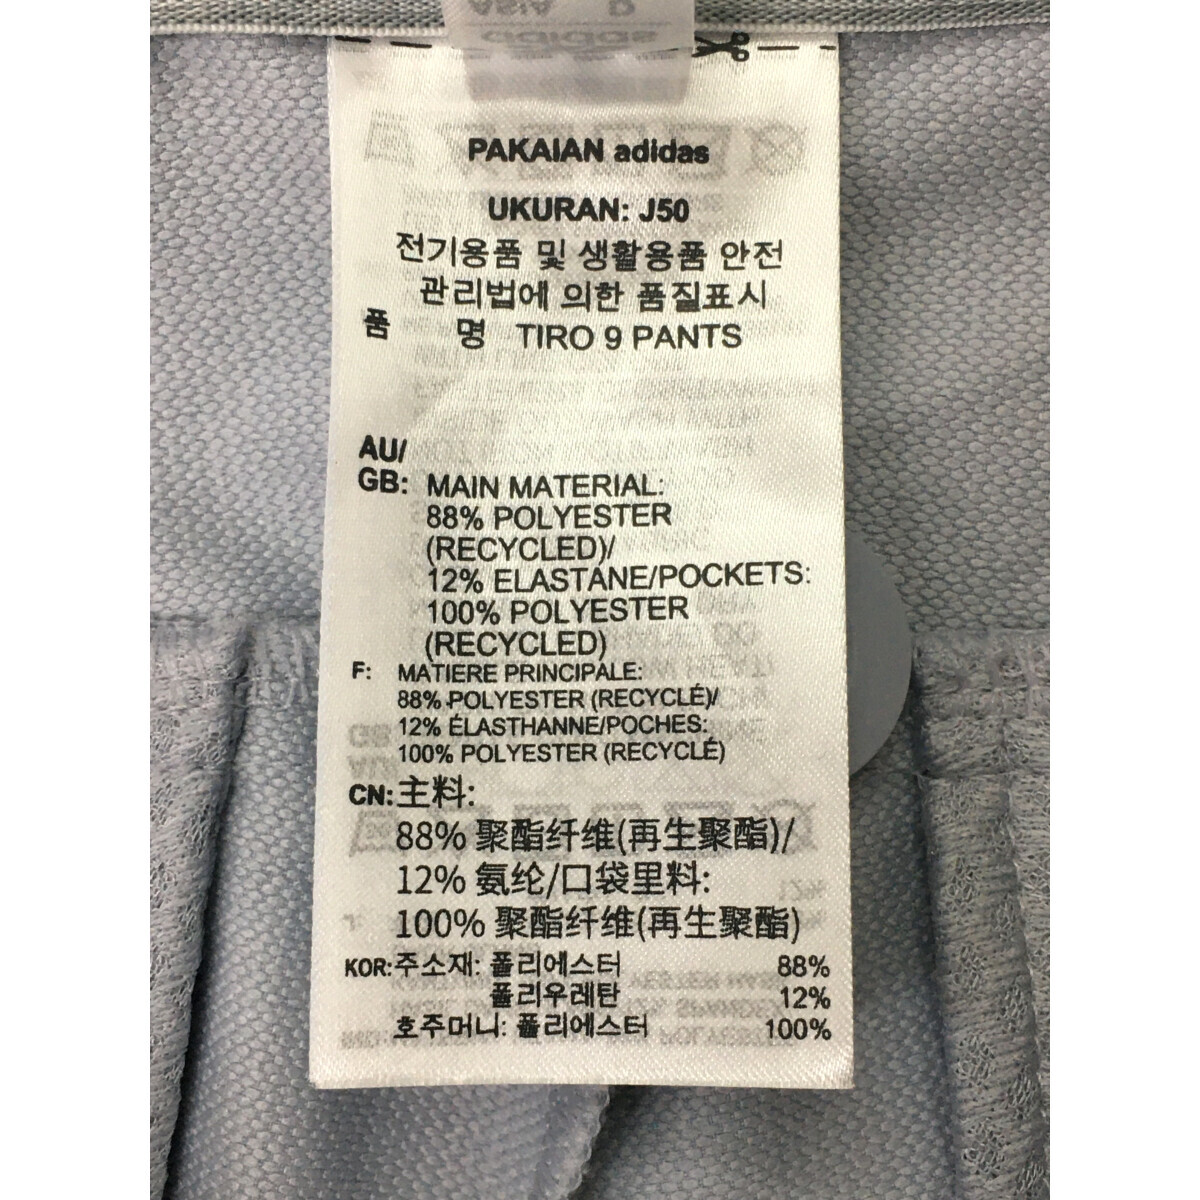 PAKAIAN adidas
UKURAN: J50
전기용품 및 생활용품 안전
관리법에 의한 품질표시
품 명 TIRO 9 PANTS
AU/
GB: MAIN MATERIAL:
88% POLYESTER
(RECYCLED)/
12% ELASTANE/POCKETS:
100% POLYESTER
(RECYCLED)
F: MATIERE PRINCIPALE:
88% POLYESTER (RECYCLÉ)/
12% ÉLASTHANNE/POCHES:
100% POLYESTER (RECYCLÉ)
CN:主料:
88% 聚酯纤维(再生聚酯)/
12% 氨纶/口袋里料:
100% 聚酯纤维(再生聚酯)
KOR:주소재: 폴리에스터 88%
폴리우레탄 12%
호주머니: 폴리에스터 100%